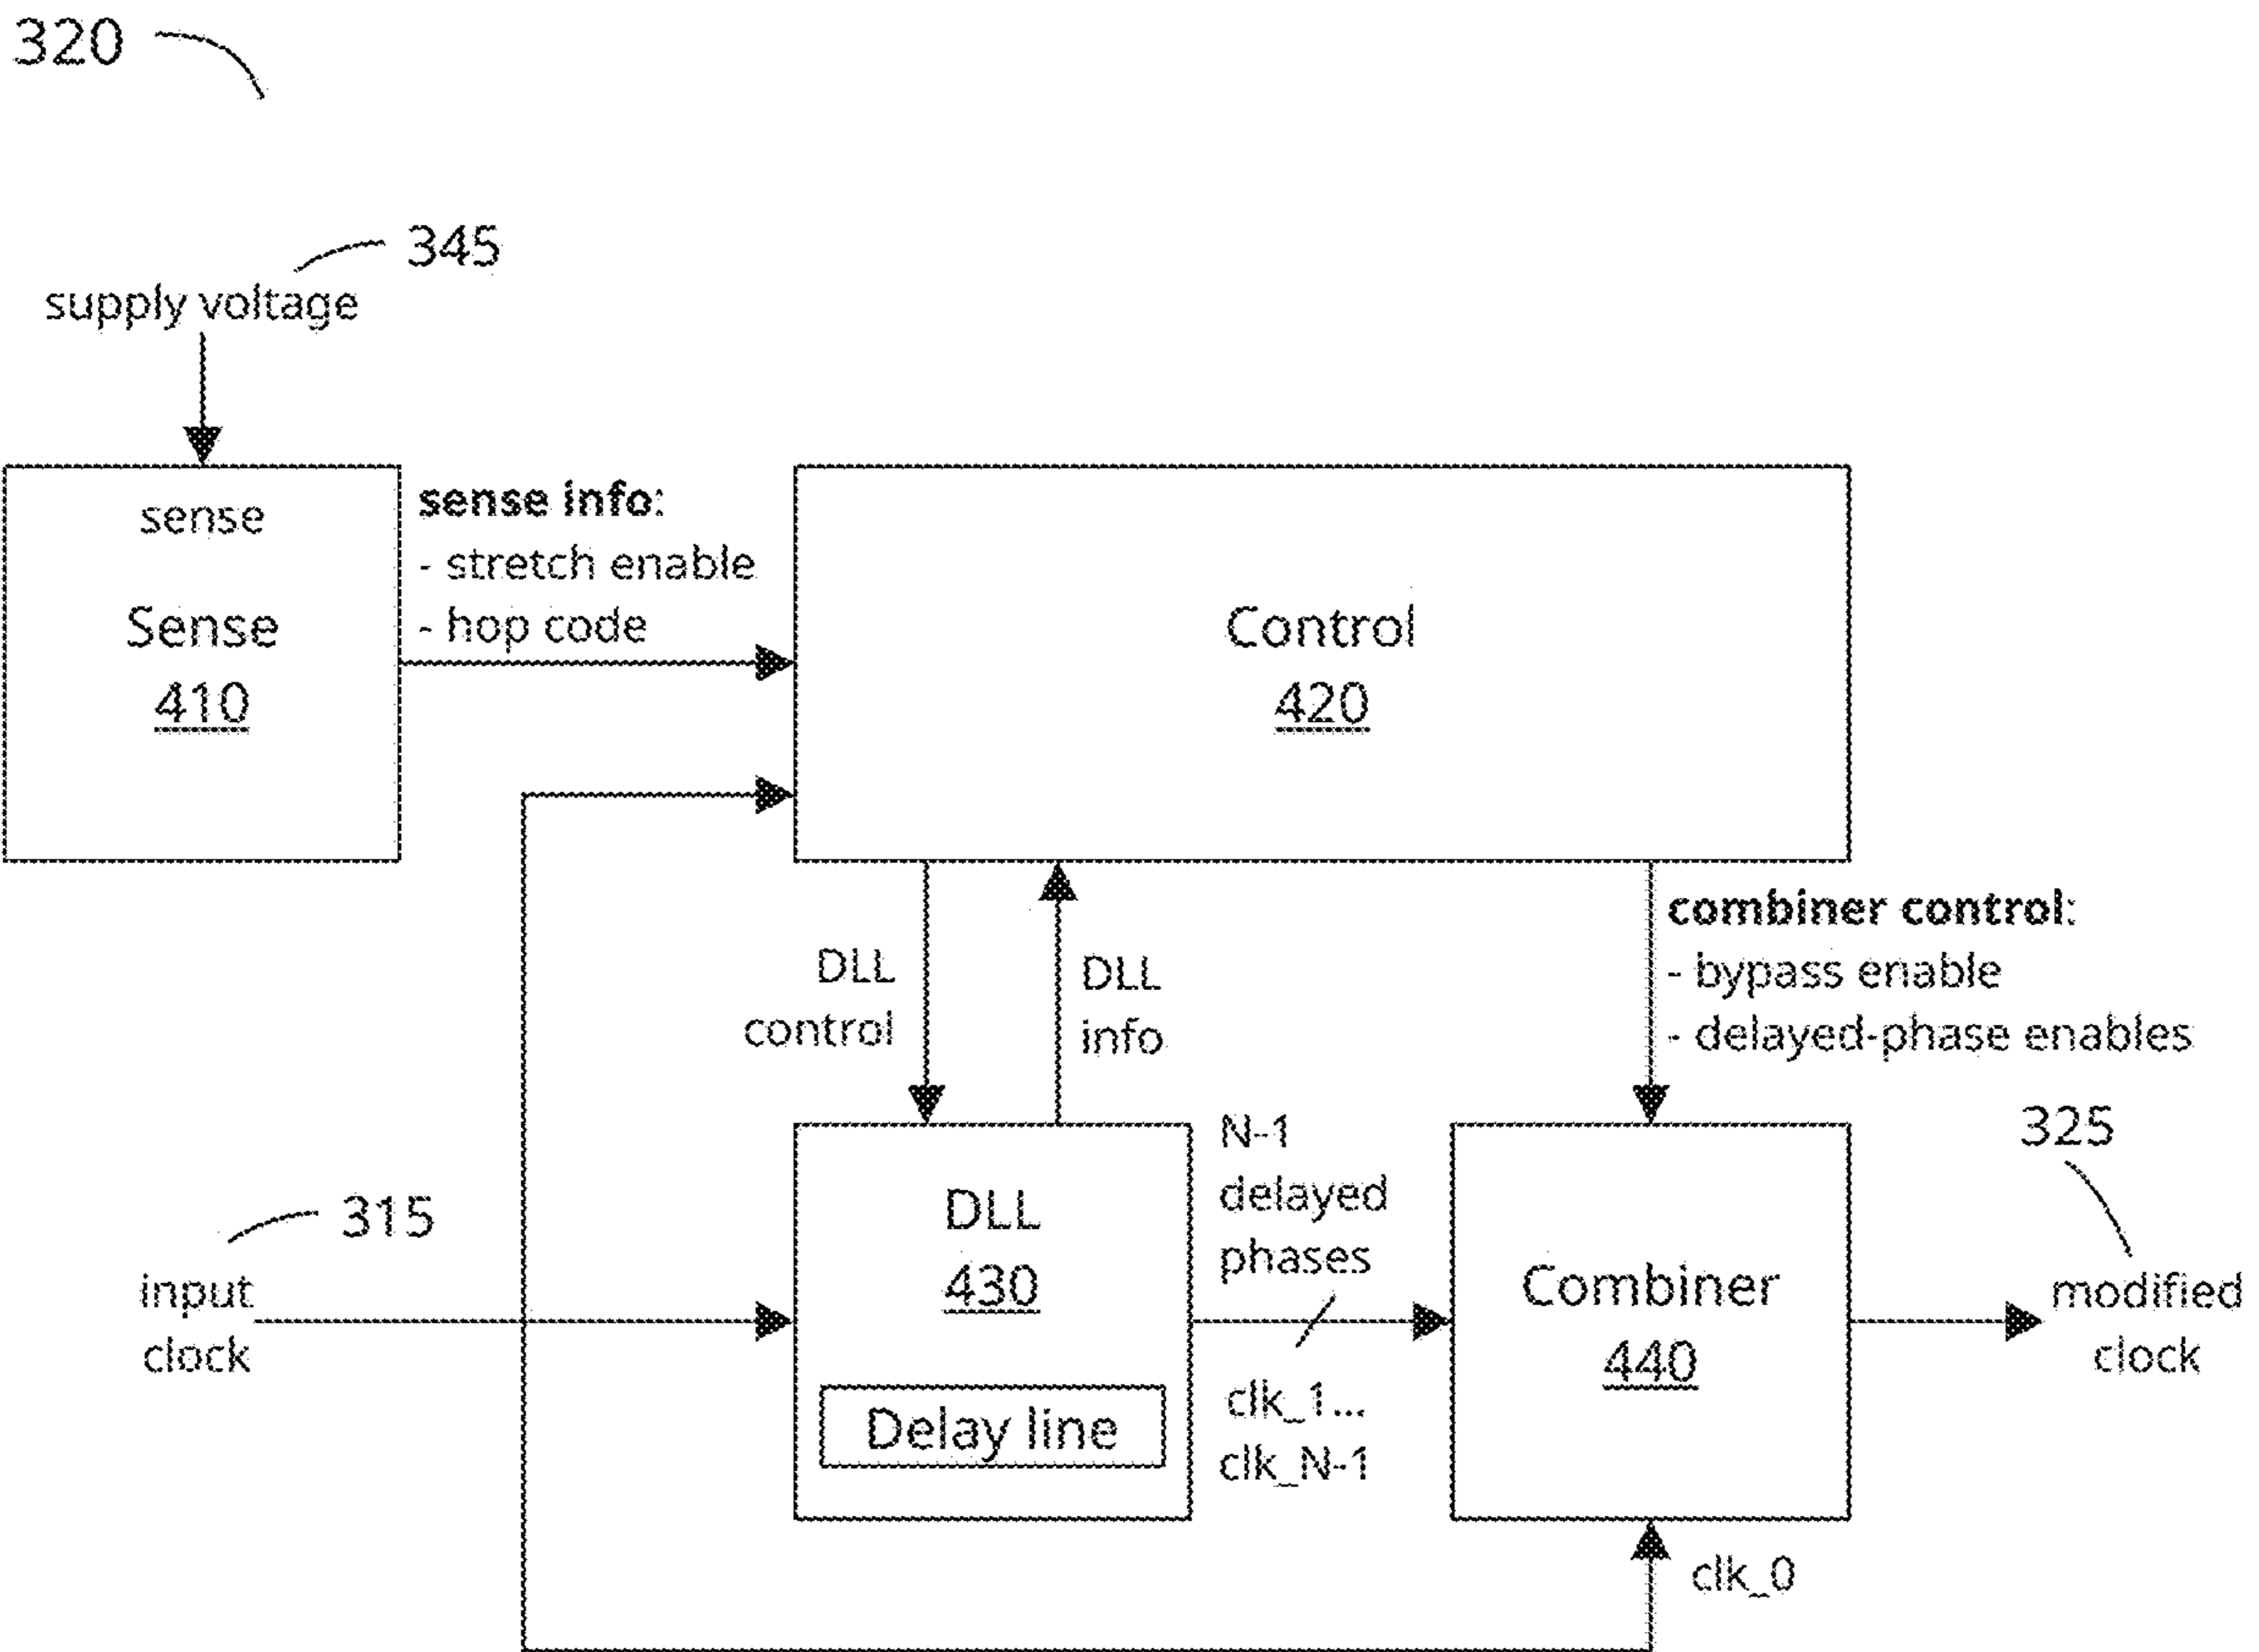 320
345
supply voltage
sense
Sense
410
sense info:
- stretch enable
- hop code
Control
420
DLL
control
DLL
info
combiner control:
- bypass enable
- delayed-phase enables
325
315
input
clock
DLL
430
Delay line
N-1
delayed
phases
clk_1...
clk_N-1
Combiner
440
modified
clock
clk_0